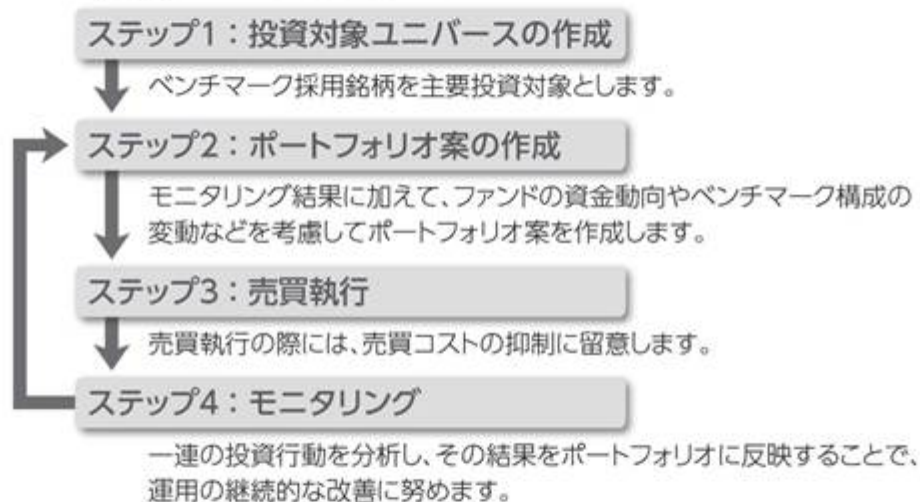 ステップ1：投資対象ユニバースの作成
ベンチマーク採用銘柄を主要投資対象とします。
ステップ2：ポートフォリオ案の作成
モニタリング結果に加えて、ファンドの資金動向やベンチマーク構成の
変動などを考慮してポートフォリオ案を作成します。
ステップ3：売買執行
売買執行の際には、売買コストの抑制に留意します。
ステップ4：モニタリング
一連の投資行動を分析し、その結果をポートフォリオに反映することで、
運用の継続的な改善に努めます。